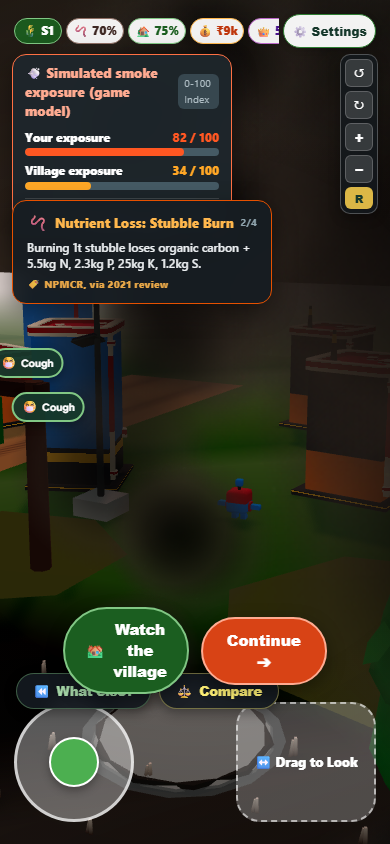 S1
70%
75%
₹9k
Settings
Simulated smoke
exposure (game
model)
0-100
Index
Your exposure 82 / 100
Village exposure 34 / 100
R
Nutrient Loss: Stubble Burn 2/4
Burning 1t stubble loses organic carbon +
5.5kg N, 2.3kg P, 25kg K, 1.2kg S.
NPMCR, via 2021 review
Cough
Cough
Watch
the
village
Continue
→
What else?
Compare
Drag to Look